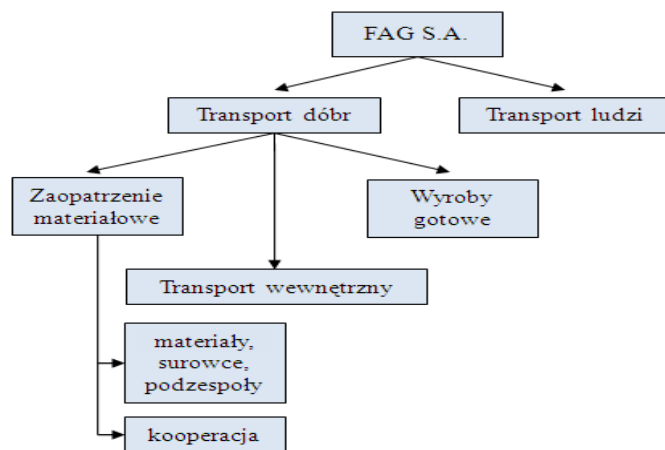 FAG S.A.
Transport dóbr
Transport ludzi
Zaopatrzenie
materiałowe
Wyroby
gotowe
Transport wewnętrzny
materiały,
surowce,
podzespoły
kooperacja